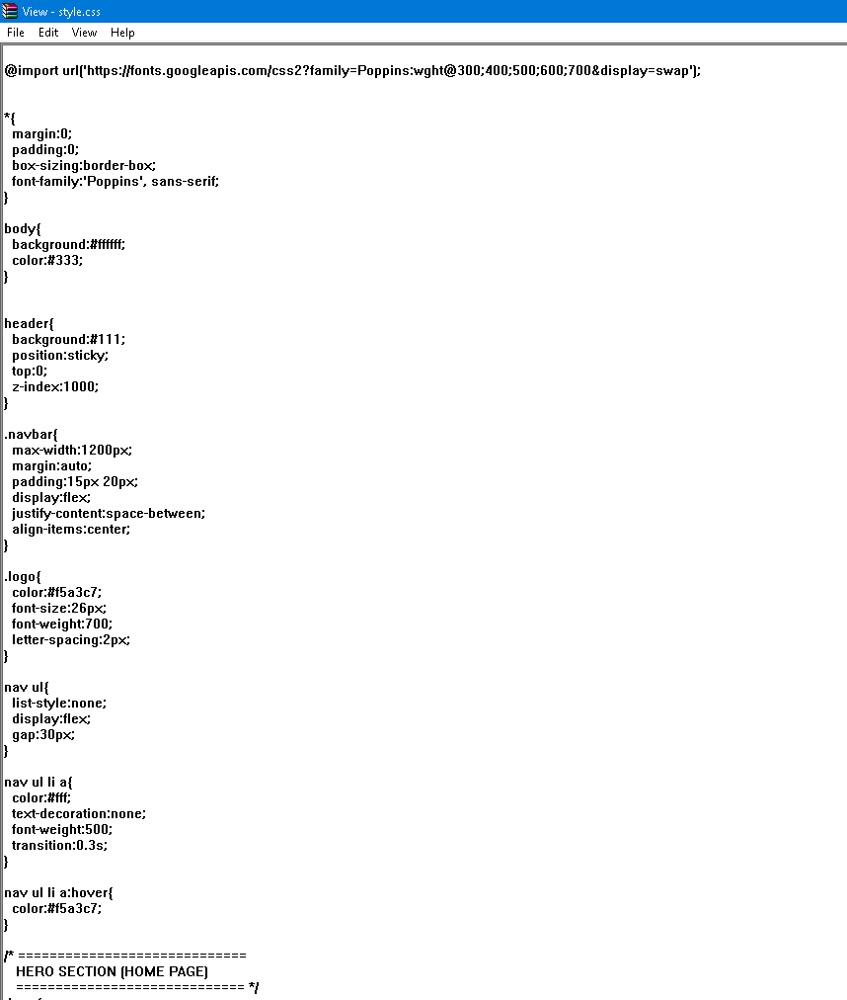 View - style.css
File Edit View Help
@import url('https://fonts.googleapis.com/css2?family=Poppins:wght@300;400;500;600;700&display=swap');
*{
margin:0;
padding:0;
box-sizing:border-box;
font-family:'Poppins', sans-serif;
}
body{
background:#ffffff;
color:#333;
}
header{
background:#111;
position:sticky;
top:0;
z-index:1000;
}
.navbar{
max-width:1200px;
margin:auto;
padding:15px 20px;
display:flex;
justify-content:space-between;
align-items:center;
}
.logo{
color:#f5a3c7;
font-size:26px;
font-weight:700;
letter-spacing:2px;
}
nav ul{
list-style:none;
display:flex;
gap:30px;
}
nav ul li a{
color:#fff;
text-decoration:none;
font-weight:500;
transition:0.3s;
}
nav ul li a:hover{
color:#f5a3c7;
}
/* =============================
HERO SECTION (HOME PAGE)
============================= */